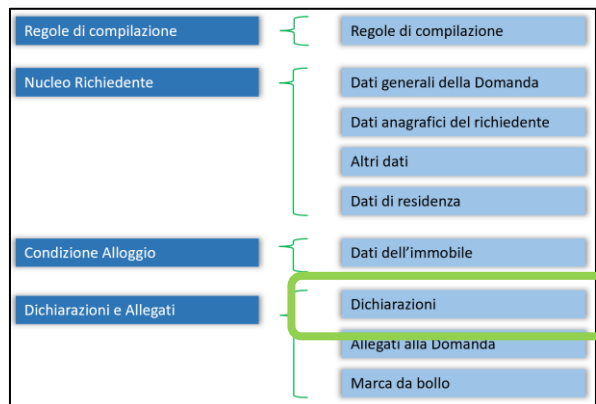 Regole di compilazione
Regole di compilazione
Nucleo Richiedente
Dati generali della Domanda
Dati anagrafici del richiedente
Altri dati
Dati di residenza
Condizione Alloggio
Dati dell'immobile
Dichiarazioni e Allegati
Dichiarazioni
Allegati alla Domanda
Marca da bollo